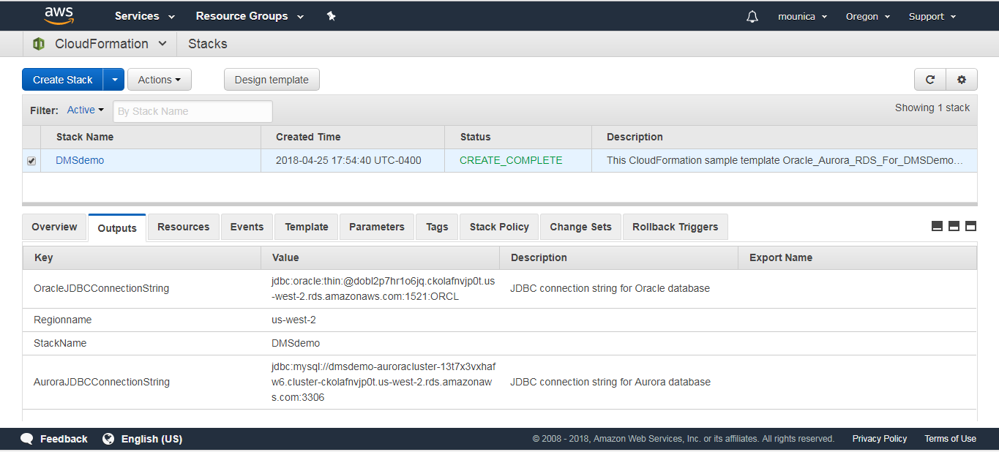 aws Services Resource Groups mounica Oregon Support
CloudFormation Stacks
Create Stack Actions Design template
Filter: Active By Stack Name Showing 1 stack
Stack Name Created Time Status Description
DMSdemo 2018-04-25 17:54:40 UTC-0400 CREATE_COMPLETE This CloudFormation sample template Oracle_Aurora_RDS_For_DMSDemo…
Overview Outputs Resources Events Template Parameters Tags Stack Policy Change Sets Rollback Triggers
Key Value Description Export Name
OracleJDBCConnectionString jdbc:oracle:thin:@dobl2p7hr1o6jq.ckolafnvjp0t.us
-west-2.rds.amazonaws.com:1521:ORCL JDBC connection string for Oracle database
Regionname us-west-2
StackName DMSdemo
jdbc:mysql://dmsdemo-auroracluster-13t7x3vxhaf
AuroraJDBCConnectionString w6.cluster-ckolafnvjp0t.us-west-2.rds.amazonaw JDBC connection string for Aurora database
s.com:3306
Feedback English (US) © 2008 - 2018, Amazon Web Services, Inc. or its affiliates. All rights reserved. Privacy Policy Terms of Use